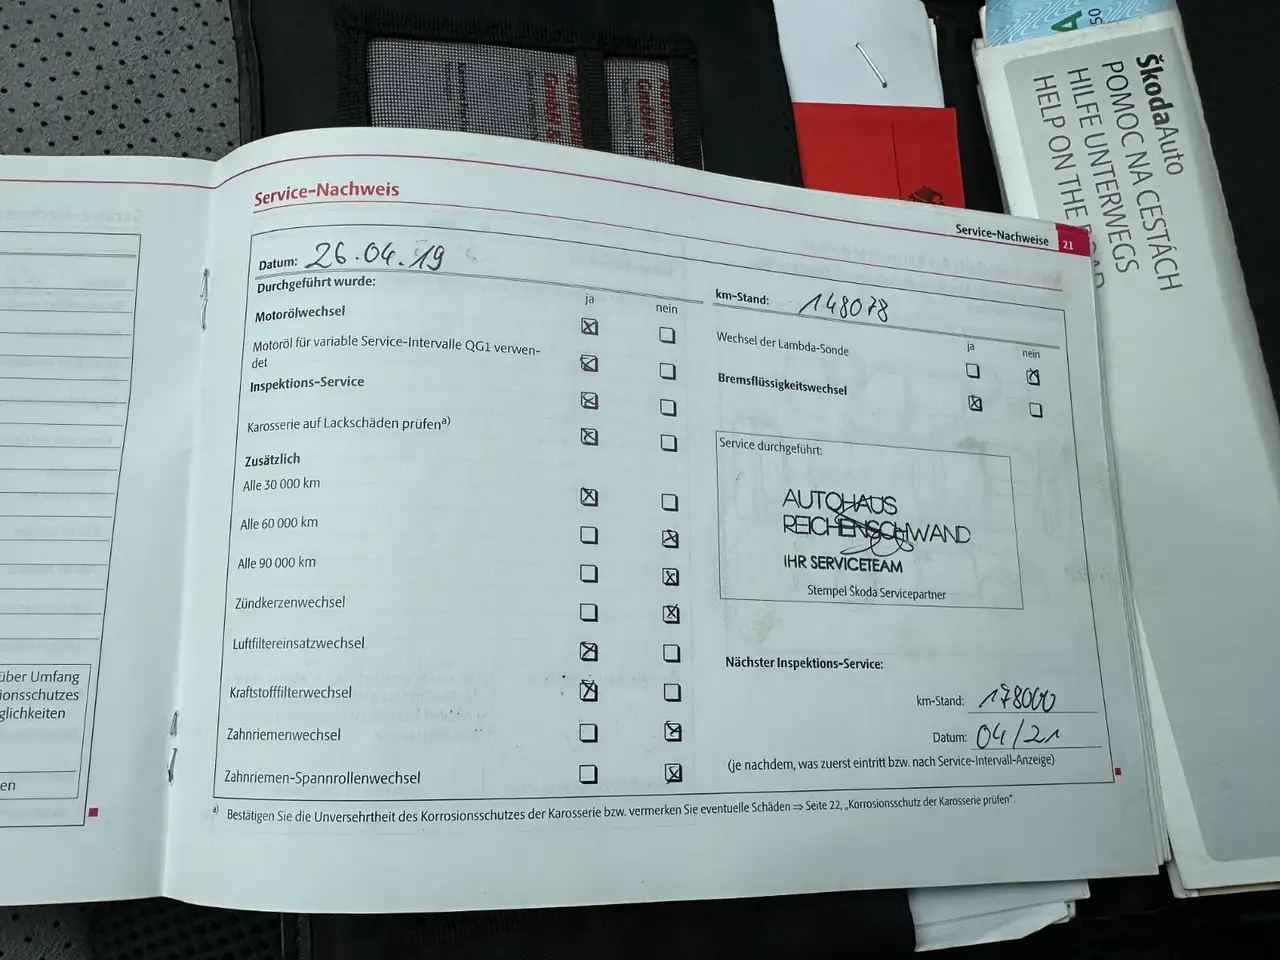 Service-Nachweis
Service-Nachweise 21
Datum: 26.04.19
Durchgeführt wurde:
ja nein
Motorölwechsel
Motoröl für variable Service-Intervalle QG1 verwen-
det
Inspektions-Service
Karosserie auf Lackschäden prüfen a)
Zusätzlich
Alle 30 000 km
Alle 60 000 km
Alle 90 000 km
Zündkerzenwechsel
Luftfiltereinsatzwechsel
Kraftstofffilterwechsel
Zahnriemenwechsel
Zahnriemen-Spannrollenwechsel
km-Stand: 148078
ja nein
Wechsel der Lambda-Sonde
Bremsflüssigkeitswechsel
Service durchgeführt:
AUTOHAUS
REICHENSCHWAND
IHR SERVICETEAM
Stempel Škoda Servicepartner
Nächster Inspektions-Service:
km-Stand: 178000
Datum: 04/21
(je nachdem, was zuerst eintritt bzw. nach Service-Intervall-Anzeige)
a) Bestätigen Sie die Unversehrtheit des Korrosionsschutzes der Karosserie bzw. vermerken Sie eventuelle Schäden ⇒ Seite 22, „Korrosionsschutz der Karosserie prüfen“.
über Umfang
ionsschutzes
glichkeiten
en
ŠkodaAuto
POMOC NA CESTÁCH
HILFE UNTERWEGS
HELP ON THE